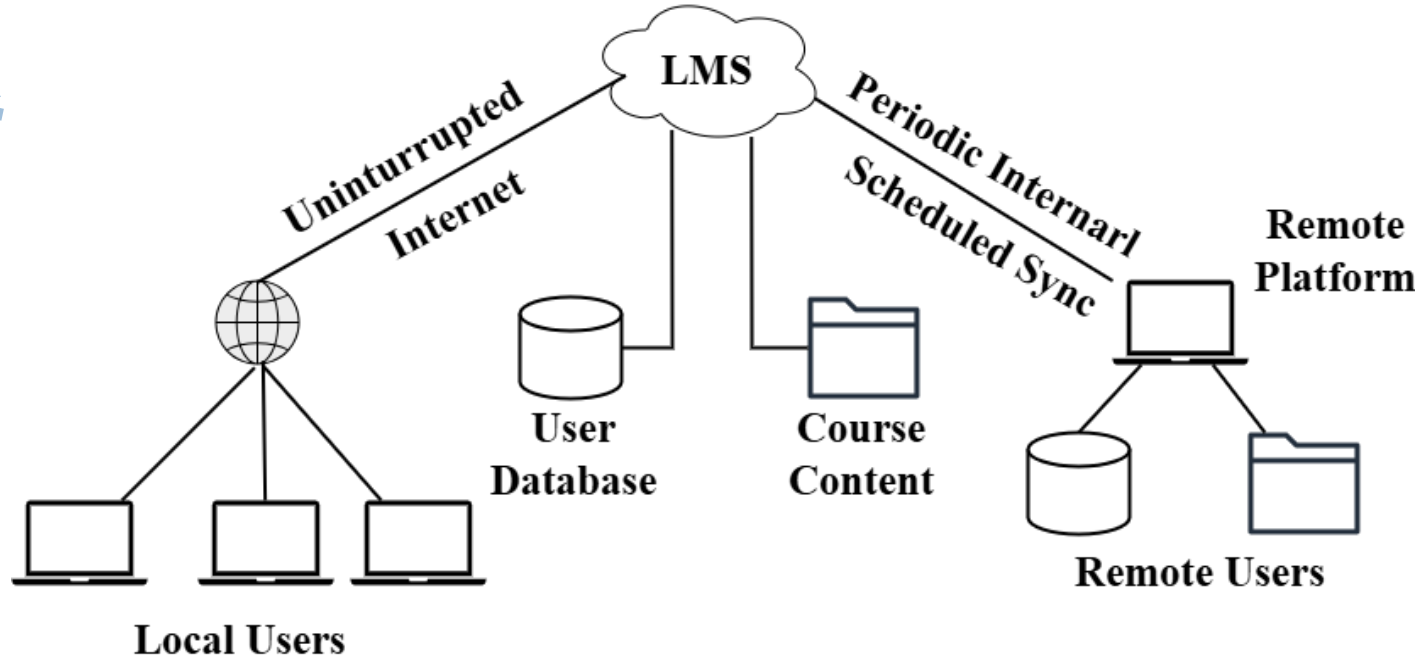 LMS
Uninturrupted
Internet
Periodic Internarl
Scheduled Sync
Remote
Platform
User
Database
Course
Content
Remote Users
Local Users